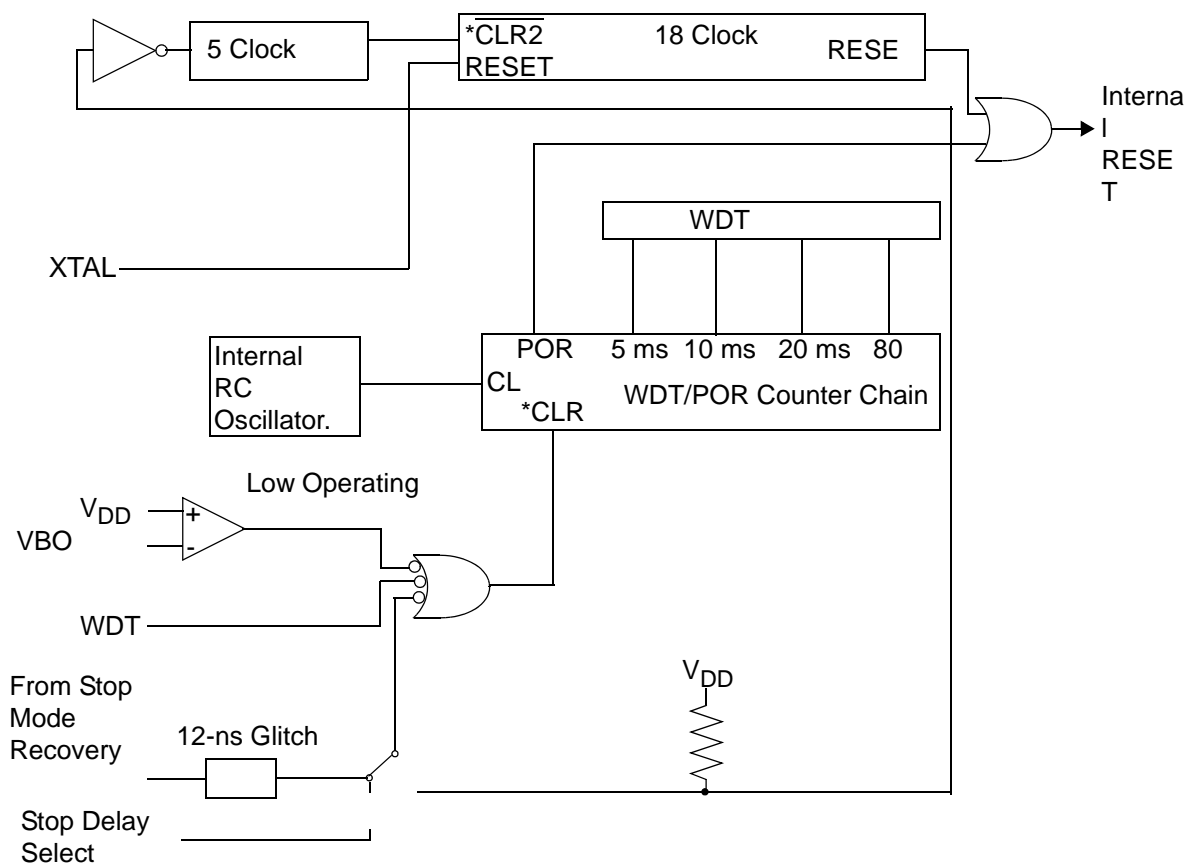 5 Clock
*CLR2
18 Clock
RESE
RESET
Interna
l
RESE
T
WDT
XTAL
POR
5 ms
10 ms
20 ms
80
Internal
RC
Oscillator.
CL
WDT/POR Counter Chain
*CLR
Low Operating
VDD
+
VBO
-
WDT
From Stop
Mode
Recovery
12-ns Glitch
VDD
Stop Delay
Select